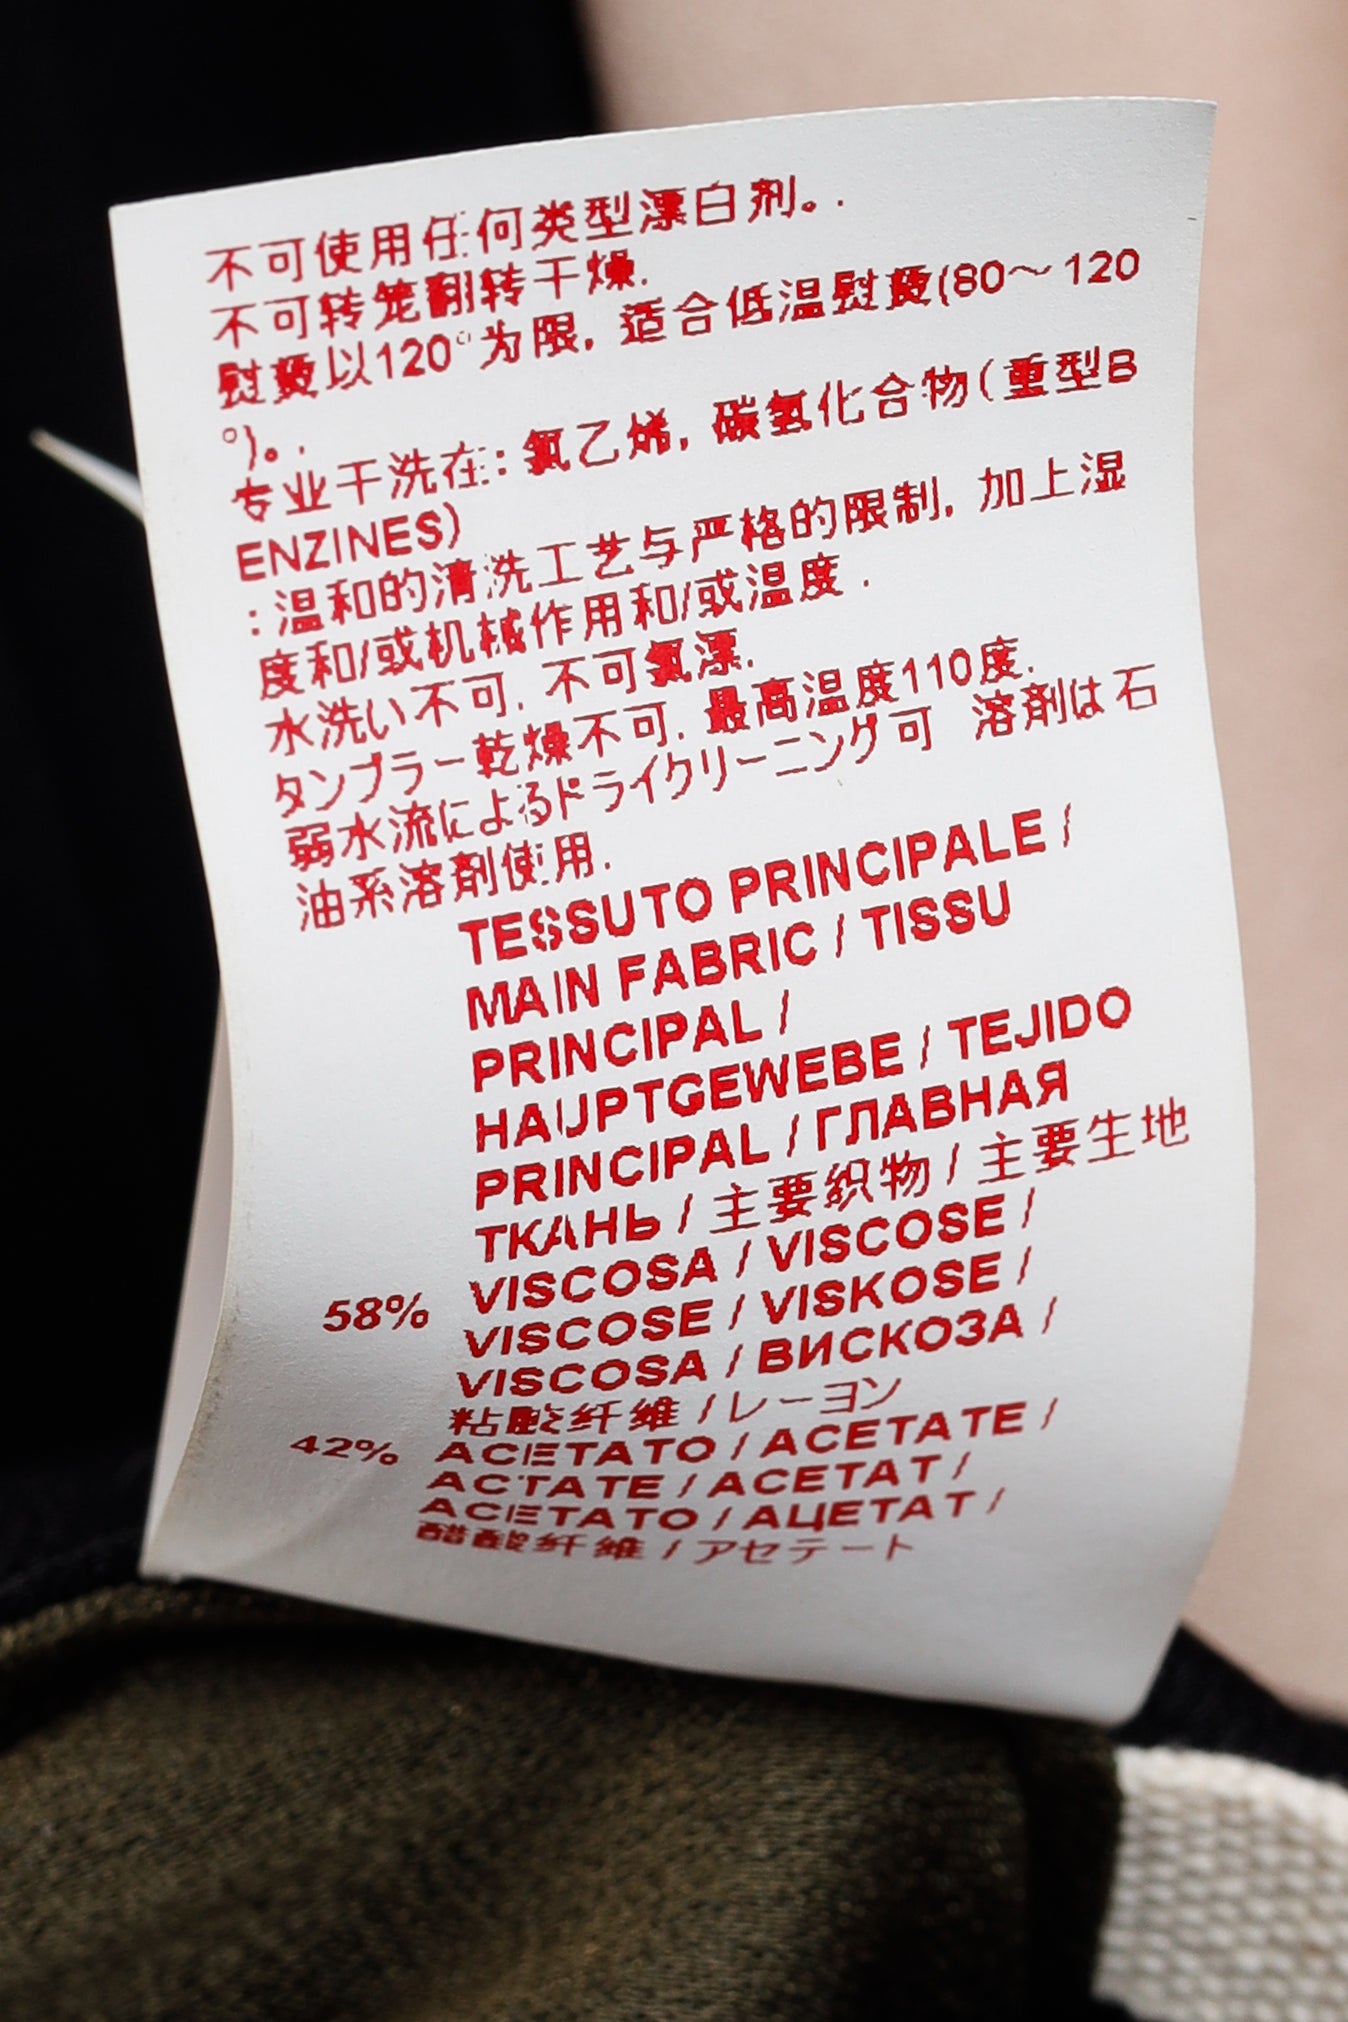 不可使用任何类型漂白剂。.
不可转笼翻转干燥.
熨烫以120°为限, 适合低温熨烫(80～120
°)。.
专业干洗在: 氯乙烯, 碳氢化合物(重型B
ENZINES)
:温和的清洗工艺与严格的限制, 加上湿
度和/或机械作用和/或温度 .
水洗い不可. 不可氯漂.
タンブラー乾燥不可. 最高温度110度.
弱水流によるドライクリーニング可 溶剤は石
油系溶剤使用.
TESSUTO PRINCIPALE /
MAIN FABRIC / TISSU
PRINCIPAL /
HAUPTGEWEBE / TEJIDO
PRINCIPAL / ГЛАВНАЯ
ТКАНЬ / 主要织物 / 主要生地
58% VISCOSA / VISCOSE /
VISCOSE / VISKOSE /
VISCOSA / ВИСКОЗА /
粘酸纤维 / レーヨン
42% ACETATO / ACETATE /
ACTATE / ACETAT /
ACETATO / АЦЕТАТ /
醋酸纤维 / アセテート